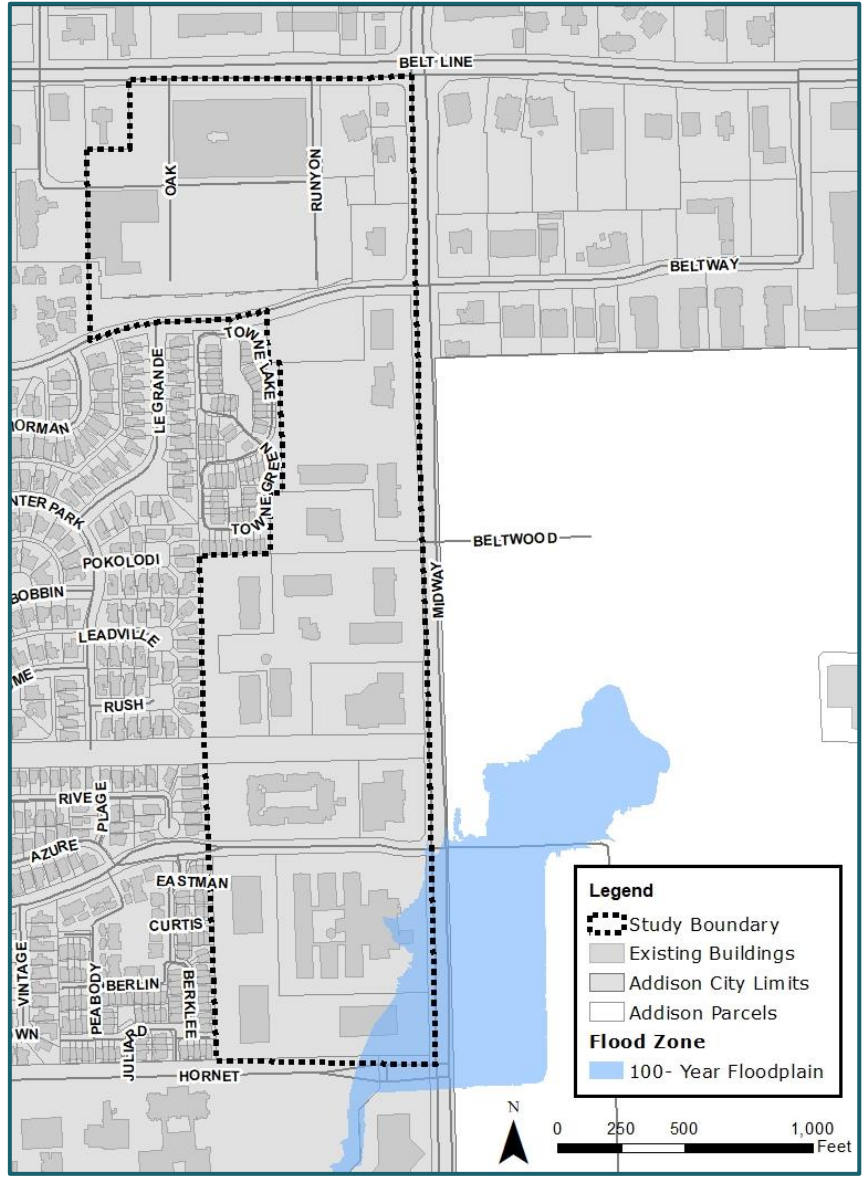 BELT LINE
OAK
RUNYON
BELTWAY
TOWNE LAKE
LE GRANDE
TOWNE GREEN
NORMAN
NTER PARK
POKOLODI
BELTWOOD
BOBBIN
MIDWAY
LEADVILLE
ME
RUSH
RIVE
PLAGE
AZURE
EASTMAN
CURTIS
VINTAGE
PEABODY
BERLIN
BERKLEE
WN
JULIARD
HORNET
Legend
Study Boundary
Existing Buildings
Addison City Limits
Addison Parcels
Flood Zone
100- Year Floodplain
N
0 250 500 1,000
Feet